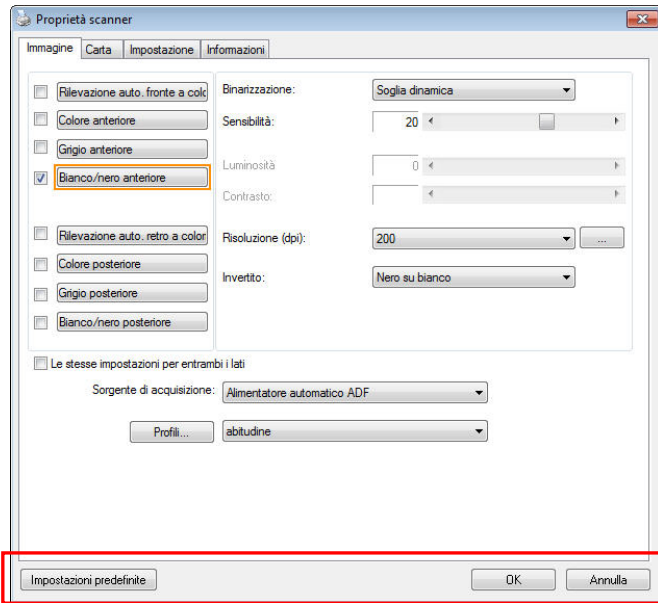 Proprietà scanner
Immagine Carta Impostazione Informazioni
Rilevazione auto. fronte a colo
Colore anteriore
Grigio anteriore
Bianco/nero anteriore
Rilevazione auto. retro a color
Colore posteriore
Grigio posteriore
Bianco/nero posteriore
Binarizzazione: Soglia dinamica
Sensibilità: 20
Luminosità 0
Contrasto:
Risoluzione (dpi): 200 ...
Invertito: Nero su bianco
Le stesse impostazioni per entrambi i lati
Sorgente di acquisizione: Alimentatore automatico ADF
Profili... abitudine
Impostazioni predefinite OK Annulla